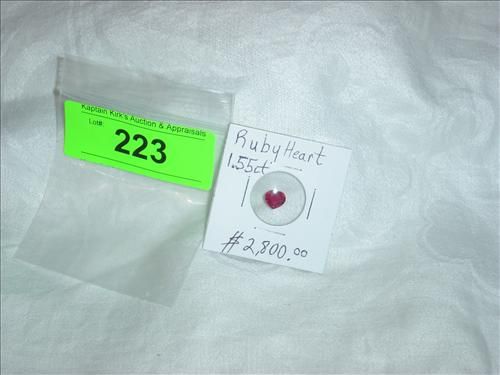 Kaptain Kirk's Auction & Appraisals
Lot#:
223
Ruby Heart
1.55ct
#2,800.00